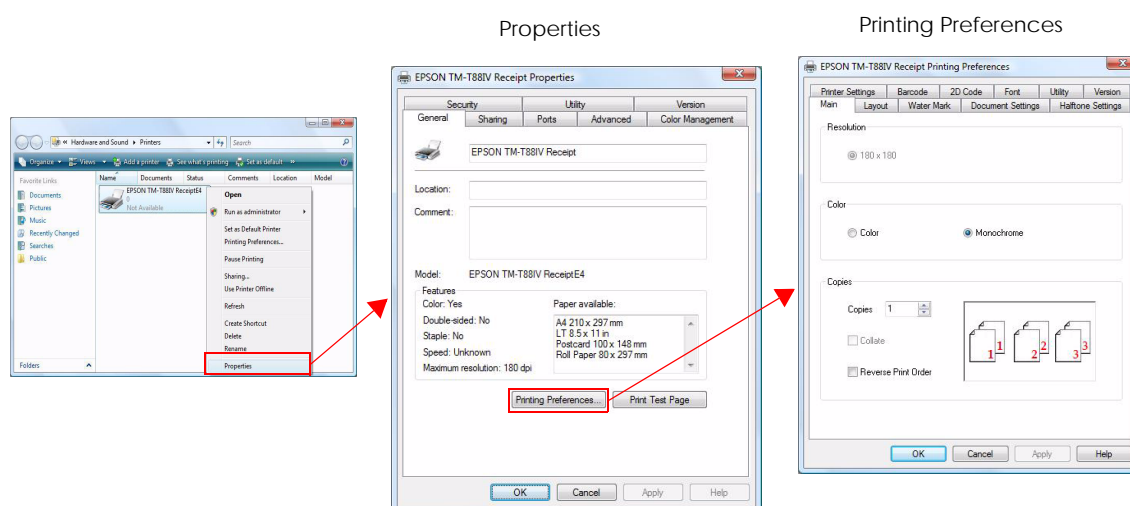 Properties
Printing Preferences
« Hardware and Sound ▸ Printers
Search
Organize Views Add a printer See what's printing Set as default »
Favorite Links
Documents
Pictures
Music
Recently Changed
Searches
Public
Folders
Name Documents Status Comments Location Model
EPSON TM-T88IV ReceiptE4
0
Not Available
Open
Run as administrator
Set as Default Printer
Printing Preferences...
Pause Printing
Sharing...
Use Printer Offline
Refresh
Create Shortcut
Delete
Rename
Properties
EPSON TM-T88IV Receipt Properties
Security Utility Version
General Sharing Ports Advanced Color Management
EPSON TM-T88IV Receipt
Location:
Comment:
Model: EPSON TM-T88IV ReceiptE4
Features
Color: Yes
Double-sided: No
Staple: No
Speed: Unknown
Maximum resolution: 180 dpi
Paper available:
A4 210 x 297 mm
LT 8.5 x 11 in
Postcard 100 x 148 mm
Roll Paper 80 x 297 mm
Printing Preferences... Print Test Page
OK Cancel Apply Help
EPSON TM-T88IV Receipt Printing Preferences
Printer Settings Barcode 2D Code Font Utility Version
Main Layout Water Mark Document Settings Halftone Settings
Resolution
180 x 180
Color
Color Monochrome
Copies
Copies 1
Collate
Reverse Print Order
1 1 2 2 3 3
OK Cancel Apply Help